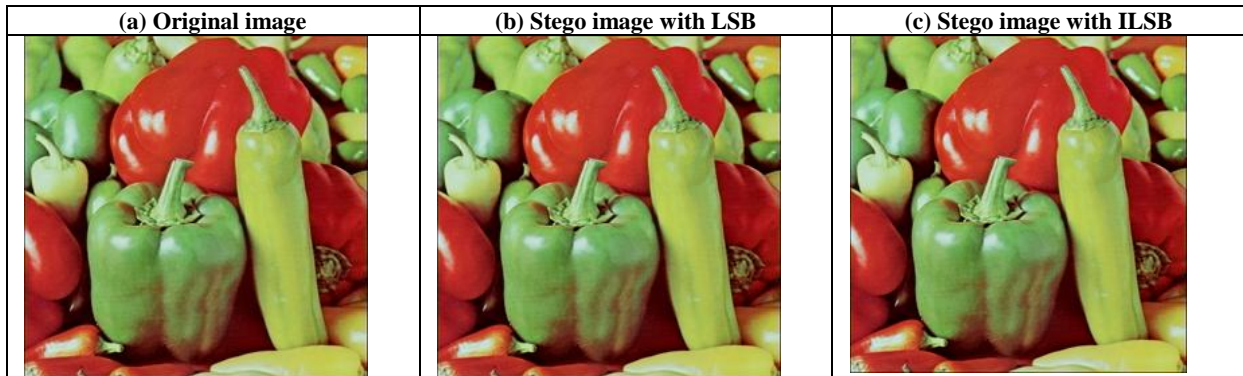 (a) Original image
(b) Stego image with LSB
(c) Stego image with ILSB